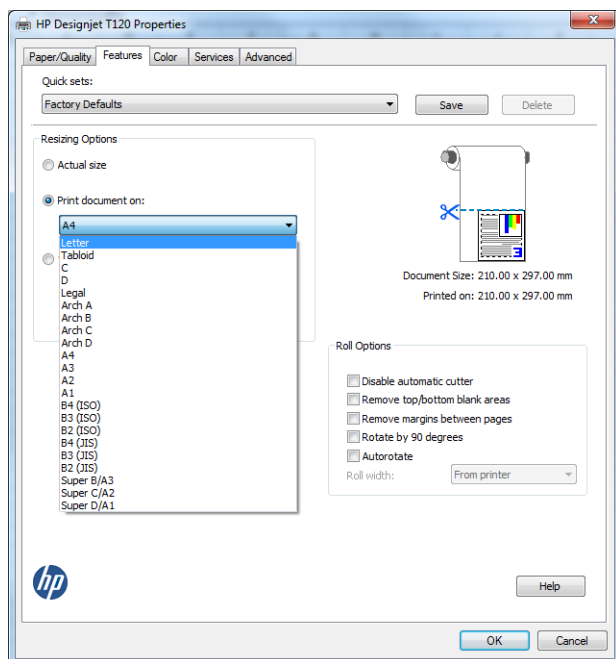 HP Designjet T120 Properties
Paper/Quality Features Color Services Advanced
Quick sets:
Factory Defaults Save Delete
Resizing Options
Actual size
Print document on:
A4
Letter
Tabloid
C
D
Legal
Arch A
Arch B
Arch C
Arch D
A4
A3
A2
A1
B4 (ISO)
B3 (ISO)
B2 (ISO)
B4 (JIS)
B3 (JIS)
B2 (JIS)
Super B/A3
Super C/A2
Super D/A1
3
Document Size: 210.00 x 297.00 mm
Printed on: 210.00 x 297.00 mm
Roll Options
Disable automatic cutter
Remove top/bottom blank areas
Remove margins between pages
Rotate by 90 degrees
Autorotate
Roll width: From printer
hp
Help
OK Cancel